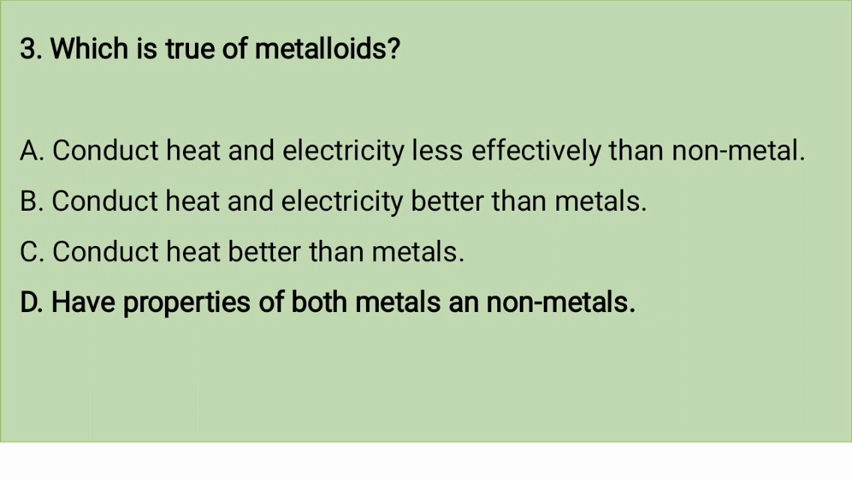 3. Which is true of metalloids?
A. Conduct heat and electricity less effectively than non-metal.
B. Conduct heat and electricity better than metals.
C. Conduct heat better than metals.
D. Have properties of both metals an non-metals.